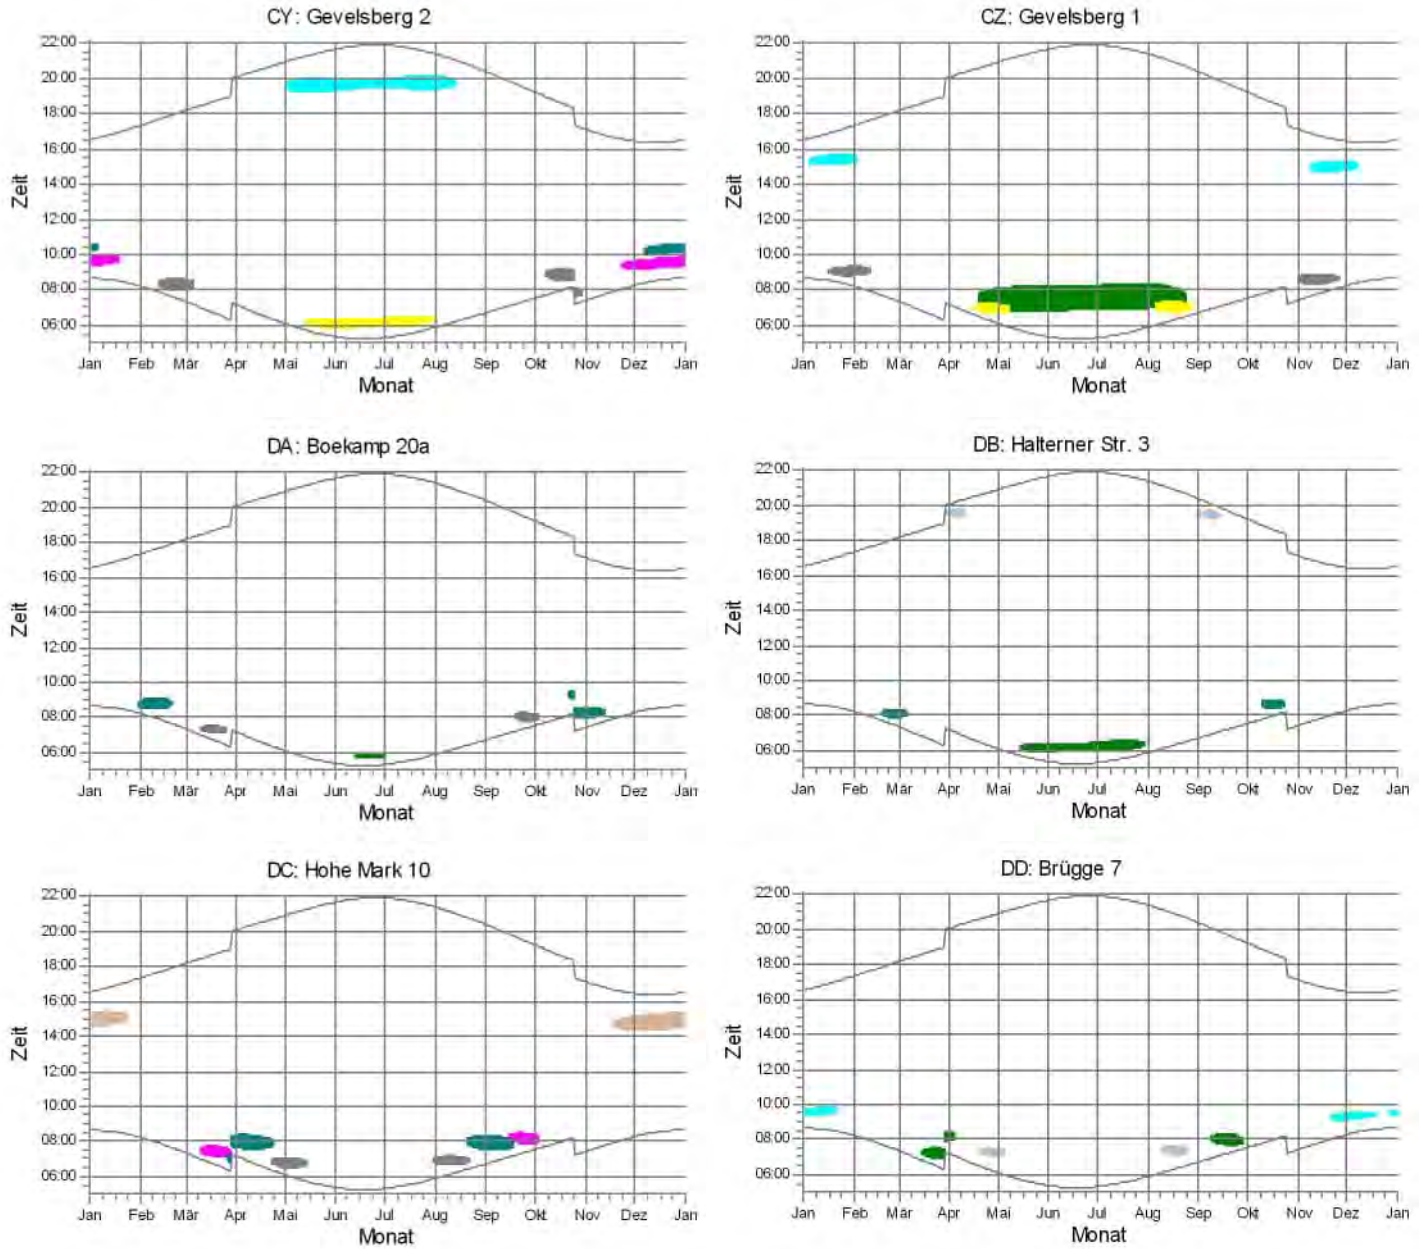 CY: Gevelsberg 2
22:00
20:00
18:00
16:00
14:00
12:00
10:00
08:00
06:00
Zeit
Jan Feb Mär Apr Mai Jun Jul Aug Sep Okt Nov Dez Jan
Monat
CZ: Gevelsberg 1
22:00
20:00
18:00
16:00
14:00
12:00
10:00
08:00
06:00
Zeit
Jan Feb Mär Apr Mai Jun Jul Aug Sep Okt Nov Dez Jan
Monat
DA: Boekamp 20a
22:00
20:00
18:00
16:00
14:00
12:00
10:00
08:00
06:00
Zeit
Jan Feb Mär Apr Mai Jun Jul Aug Sep Okt Nov Dez Jan
Monat
DB: Halterner Str. 3
22:00
20:00
18:00
16:00
14:00
12:00
10:00
08:00
06:00
Zeit
Jan Feb Mär Apr Mai Jun Jul Aug Sep Okt Nov Dez Jan
Monat
DC: Hohe Mark 10
22:00
20:00
18:00
16:00
14:00
12:00
10:00
08:00
06:00
Zeit
Jan Feb Mär Apr Mai Jun Jul Aug Sep Okt Nov Dez Jan
Monat
DD: Brügge 7
22:00
20:00
18:00
16:00
14:00
12:00
10:00
08:00
06:00
Zeit
Jan Feb Mär Apr Mai Jun Jul Aug Sep Okt Nov Dez Jan
Monat